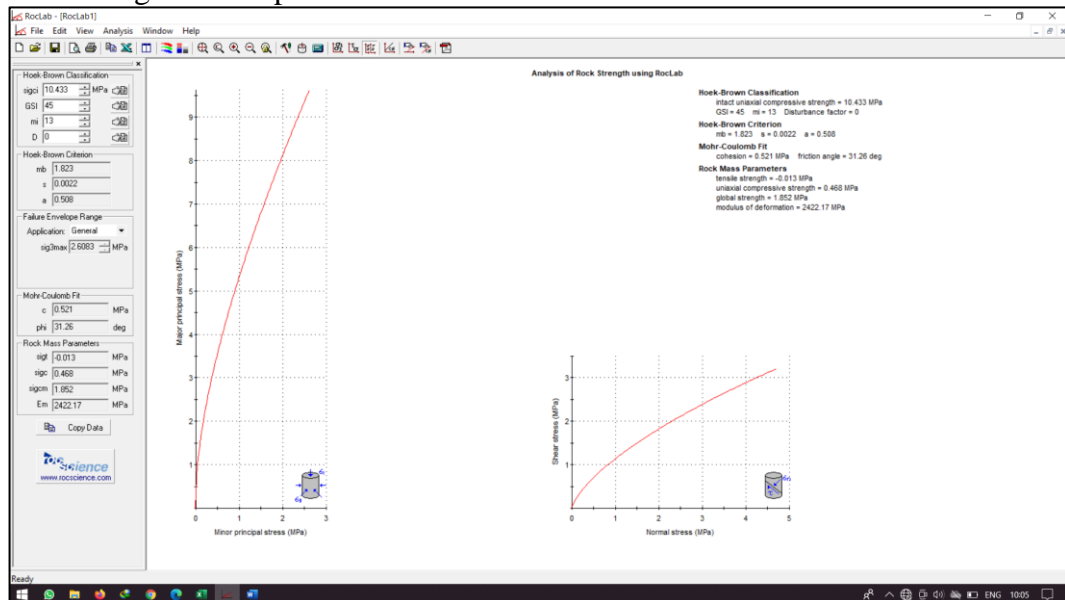 RocLab - [RocLab1]
File Edit View Analysis Window Help
Hoek-Brown Classification
sigci 10.433 MPa
GSI 45
mi 13
D 0
Hoek-Brown Criterion
mb 1.823
s 0.0022
a 0.508
Failure Envelope Range
Application: General
sig3max 2.6083 MPa
Mohr-Coulomb Fit
c 0.521 MPa
phi 31.26 deg
Rock Mass Parameters
sigt -0.013 MPa
sigc 0.468 MPa
sigcm 1.852 MPa
Em 2422.17 MPa
Copy Data
rocscience
www.rocscience.com
Analysis of Rock Strength using RocLab
Hoek-Brown Classification
intact uniaxial compressive strength = 10.433 MPa
GSI = 45 mi = 13 Disturbance factor = 0
Hoek-Brown Criterion
mb = 1.823 s = 0.0022 a = 0.508
Mohr-Coulomb Fit
cohesion = 0.521 MPa friction angle = 31.26 deg
Rock Mass Parameters
tensile strength = -0.013 MPa
uniaxial compressive strength = 0.468 MPa
global strength = 1.852 MPa
modulus of deformation = 2422.17 MPa
Major principal stress (MPa)
9
8
7
6
5
4
3
2
1
0 1 2 3
Minor principal stress (MPa)
Shear stress (MPa)
3
2
1
0 1 2 3 4 5
Normal stress (MPa)
Ready
ENG 10:05